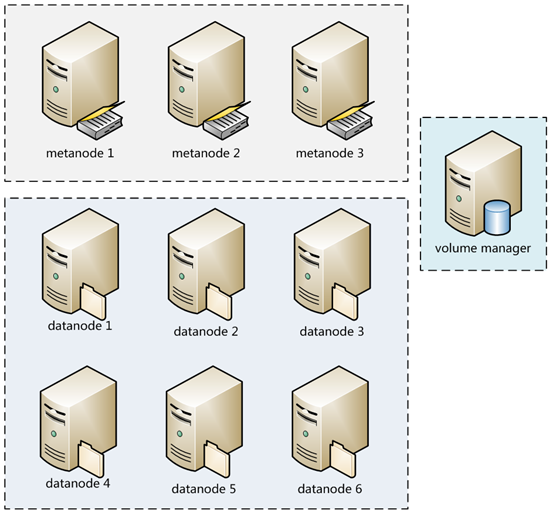 metanode 1
metanode 2
metanode 3
volume manager
datanode 1
datanode 2
datanode 3
datanode 4
datanode 5
datanode 6